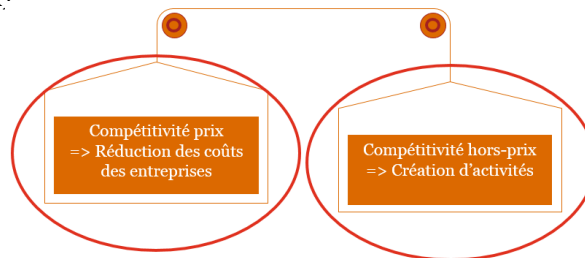 Compétitivité prix
=> Réduction des coûts
des entreprises
Compétitivité hors-prix
=> Création d’activités